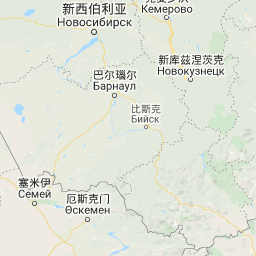 新西伯利亚
Новосибирск
Кемерово
新库兹涅茨克
Новокузнецк
巴尔瑙尔
Барнаул
比斯克
Бийск
塞米伊
Семей
厄斯克门
Өскемен